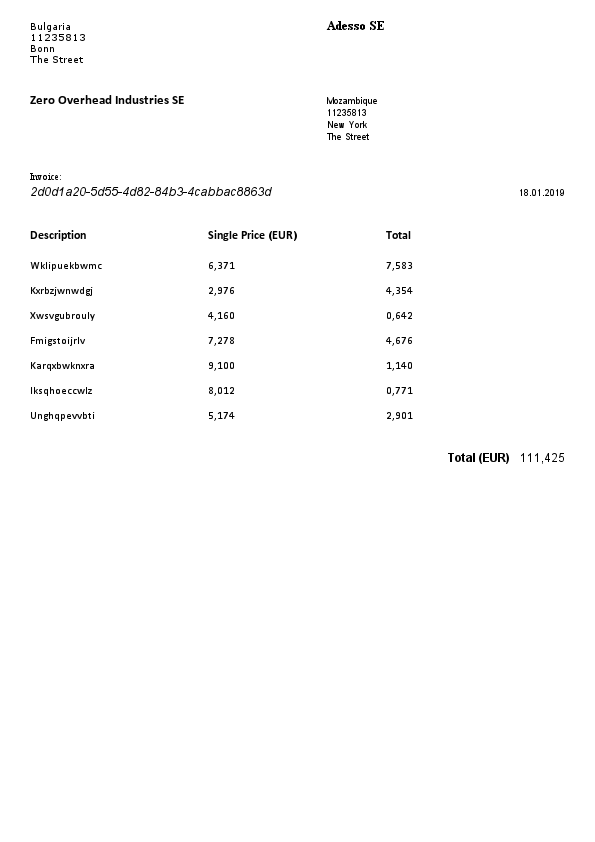 Bulgaria
11235813
Bonn
The Street
Adesso SE
Zero Overhead Industries SE
Mozambique
11235813
New York
The Street
Invoice:
2d0d1a20-5d55-4d82-84b3-4cabbac8863d
18.01.2019
Description Single Price (EUR) Total
Wklipuekbwmc 6,371 7,583
Kxrbzjwnwdgj 2,976 4,354
Xwsvgubrouly 4,160 0,642
Fmigstoijrlv 7,278 4,676
Karqxbwknxra 9,100 1,140
Iksqhoeccwlz 8,012 0,771
Unghqpevvbti 5,174 2,901
Total (EUR) 111,425